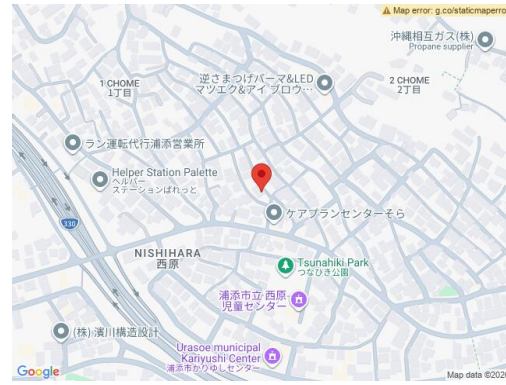 Map error: g.co/staticmaperro
沖縄相互ガス(株)
Propane supplier
1 CHOME
1丁目
逆さまつげパーマ&LED
マツエク&アイ ブロウ…
2 CHOME
2丁目
ラン運転代行浦添営業所
Helper Station Palette
ヘルパー
ステーションぱれっと
ケアプランセンターそら
330
NISHIHARA
西原
Tsunahiki Park
つなひき公園
浦添市立 西原
児童センター
(株) 濱川構造設計
Urasoe municipal
Kariyushi Center
浦添市かりゆしセンター
Google
Map data ©2026